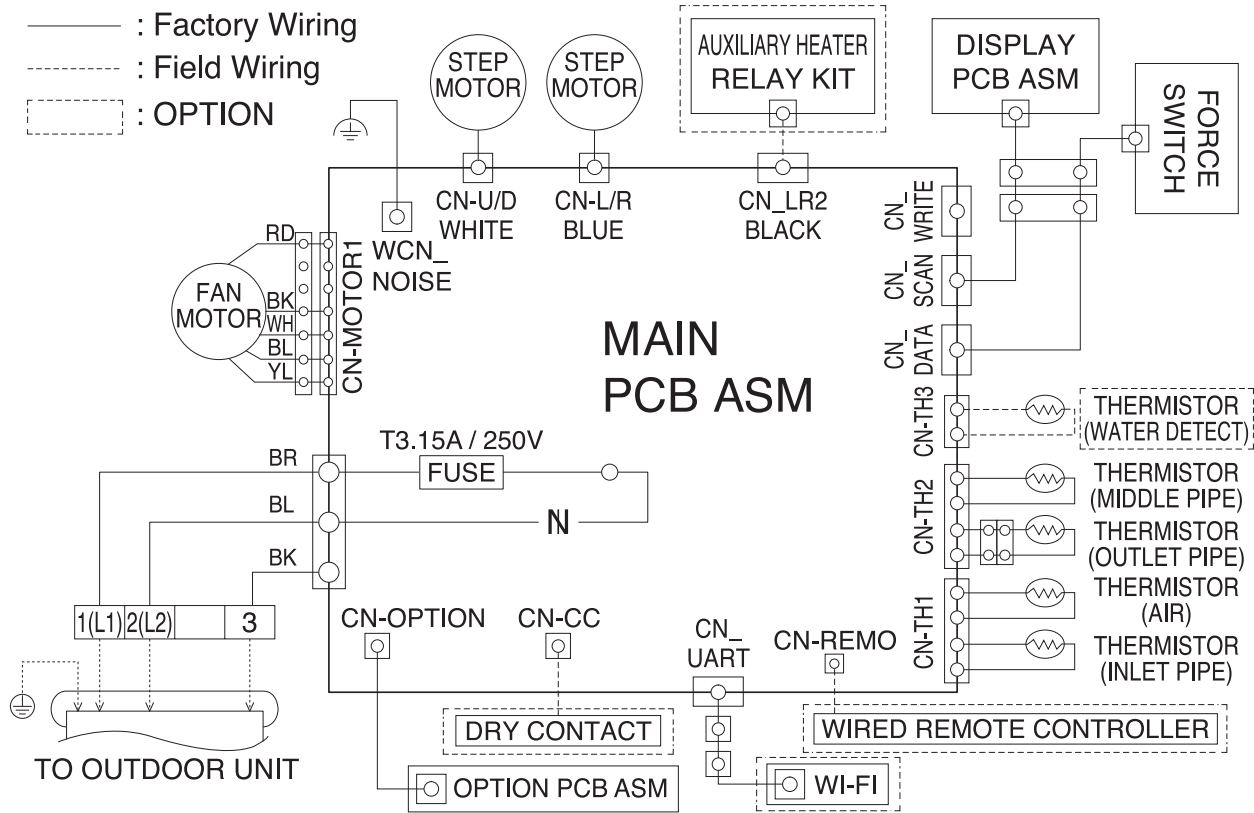 : Factory Wiring
: Field Wiring
: OPTION
STEP
MOTOR
STEP
MOTOR
AUXILIARY HEATER
RELAY KIT
DISPLAY
PCB ASM
FORCE
SWITCH
CN-U/D
WHITE
CN-L/R
BLUE
CN_LR2
BLACK
CN_
WRITE
WCN_
NOISE
RD
FAN
MOTOR
BK
WH
BL
YL
CN-MOTOR1
CN_
SCAN
CN_
DATA
MAIN
PCB ASM
CN-TH3
THERMISTOR
(WATER DETECT)
T3.15A / 250V
FUSE
BR
BL
N
BK
CN-TH2
THERMISTOR
(MIDDLE PIPE)
THERMISTOR
(OUTLET PIPE)
CN-TH1
THERMISTOR
(AIR)
THERMISTOR
(INLET PIPE)
1(L1) 2(L2) 3
CN-OPTION
CN-CC
CN_
UART
CN-REMO
DRY CONTACT
WIRED REMOTE CONTROLLER
TO OUTDOOR UNIT
OPTION PCB ASM
WI-FI